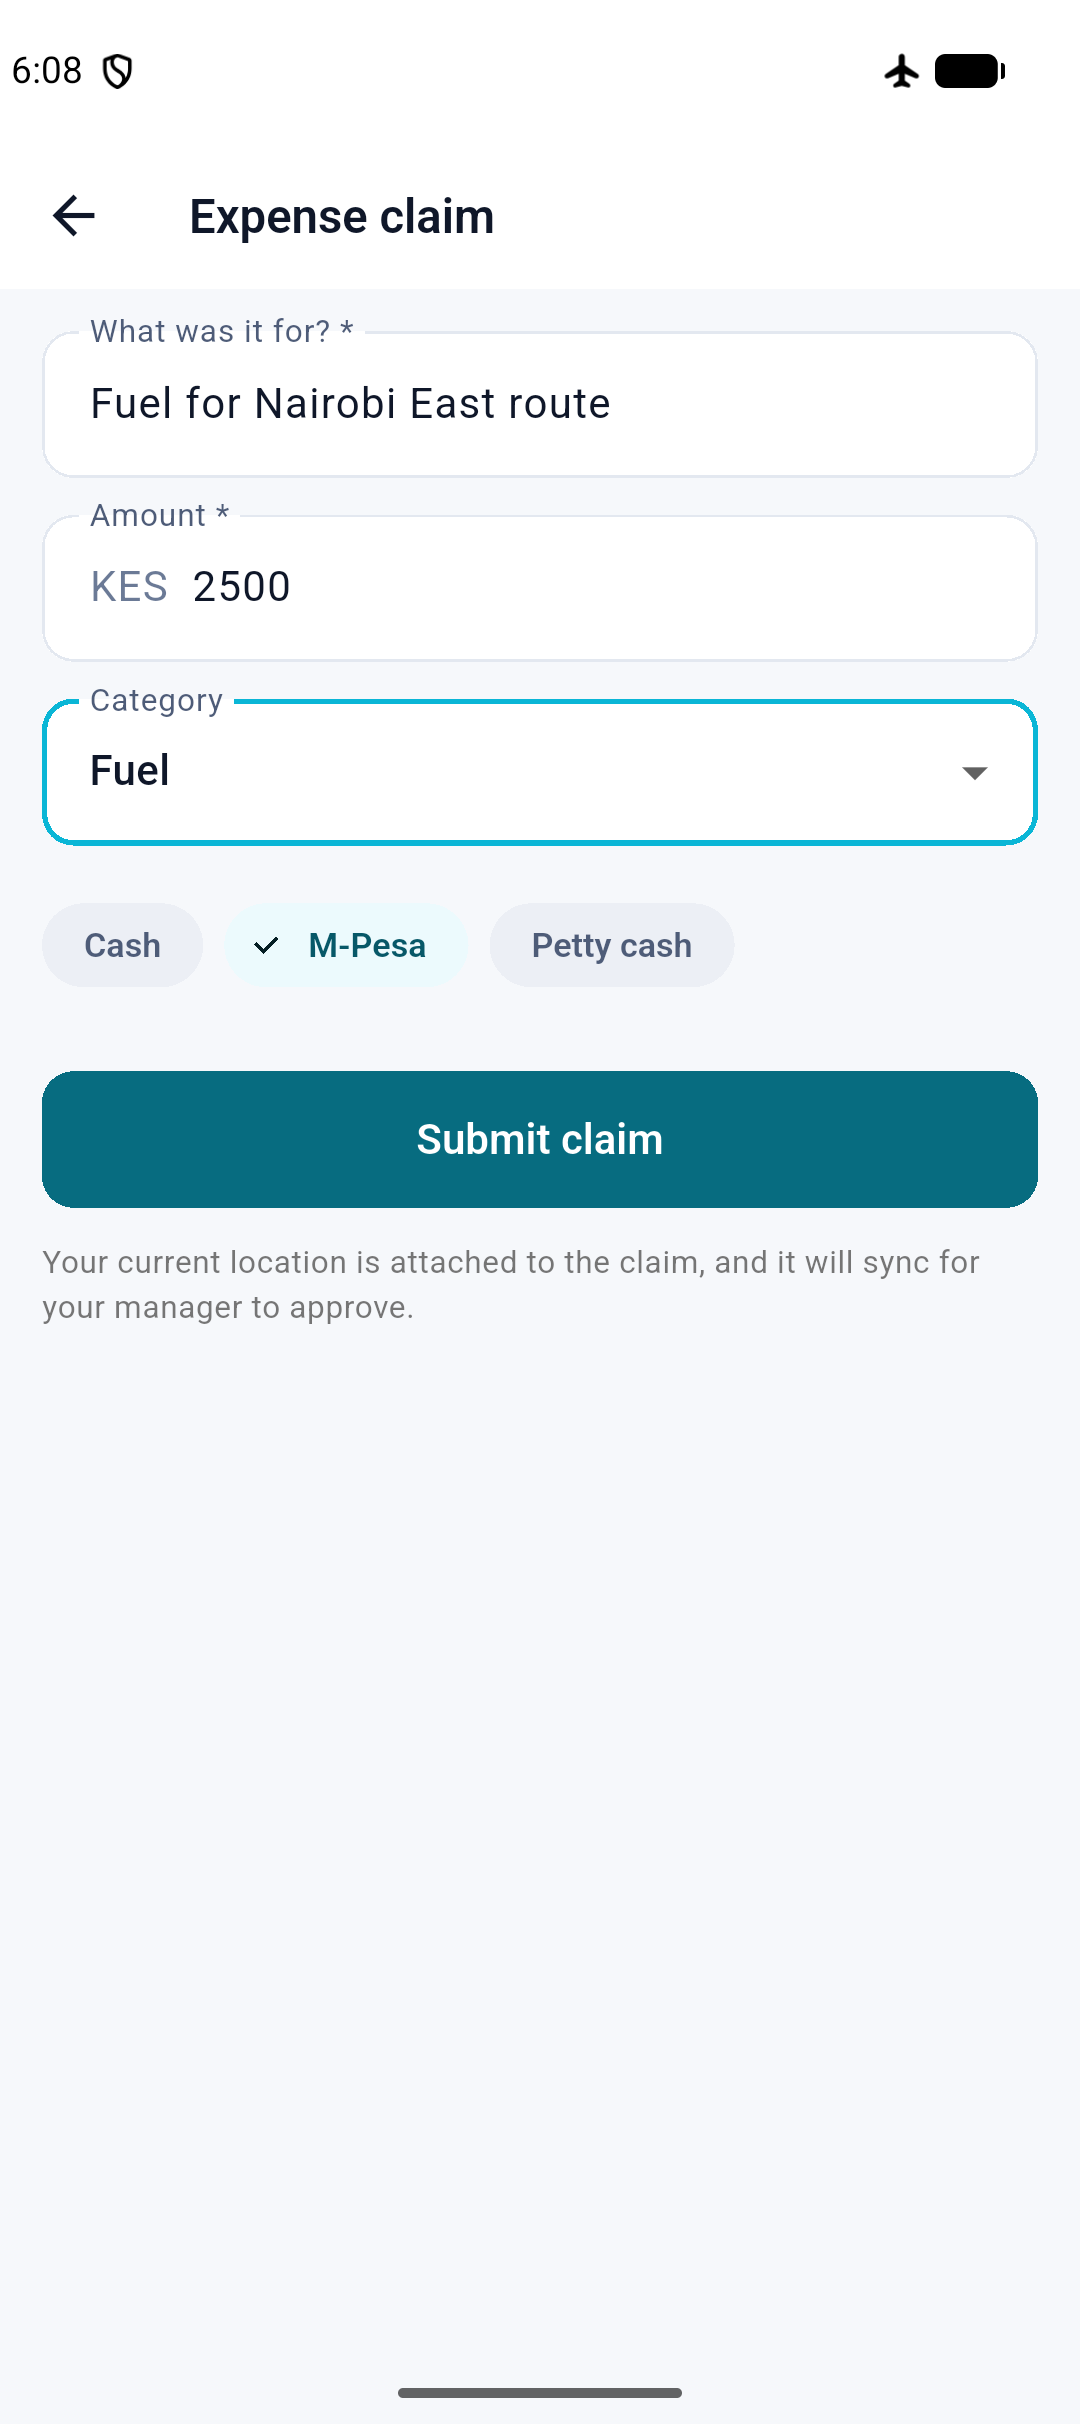 6:08
Expense claim
What was it for? *
Fuel for Nairobi East route
Amount *
KES 2500
Category
Fuel
Cash
M-Pesa
Petty cash
Submit claim
Your current location is attached to the claim, and it will sync for
your manager to approve.